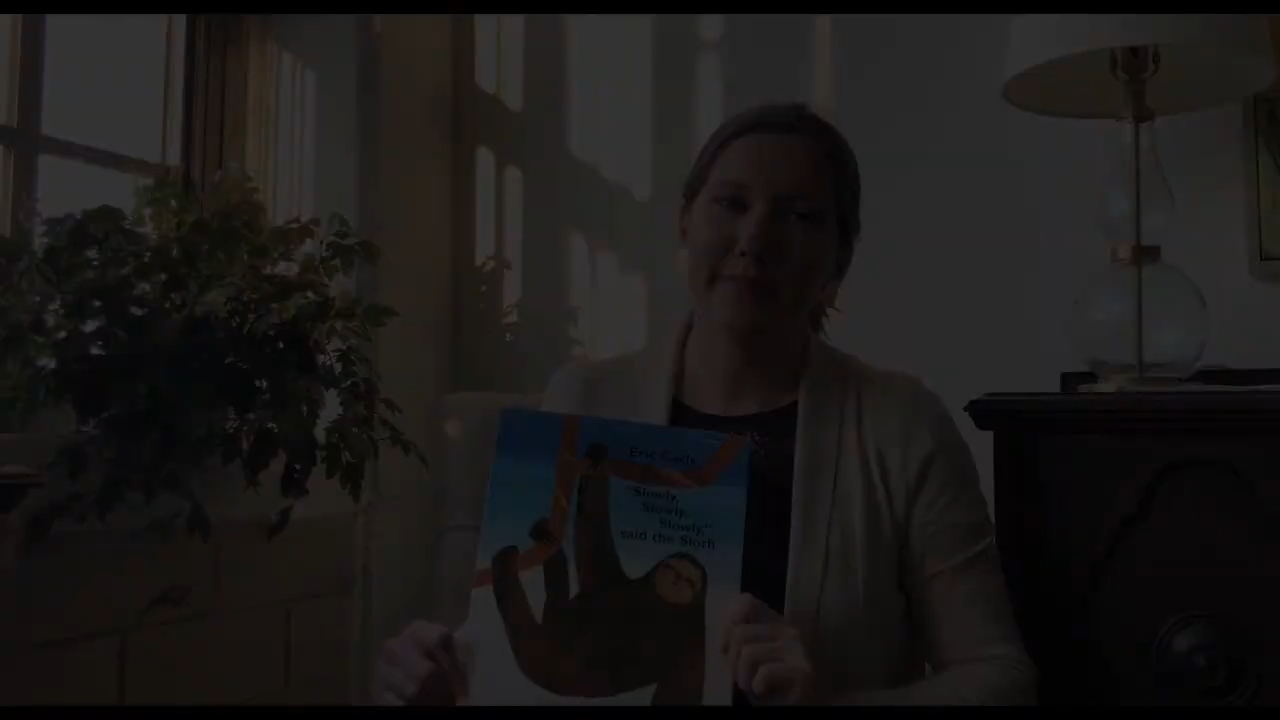 Eric Carle
"Slowly,
Slowly,
Slowly,"
said the Sloth